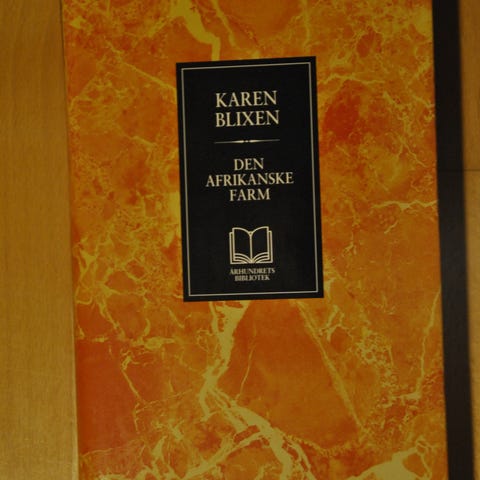 KAREN
BLIXEN
DEN
AFRIKANSKE
FARM
ÅRHUNDRETS
BIBLIOTEK